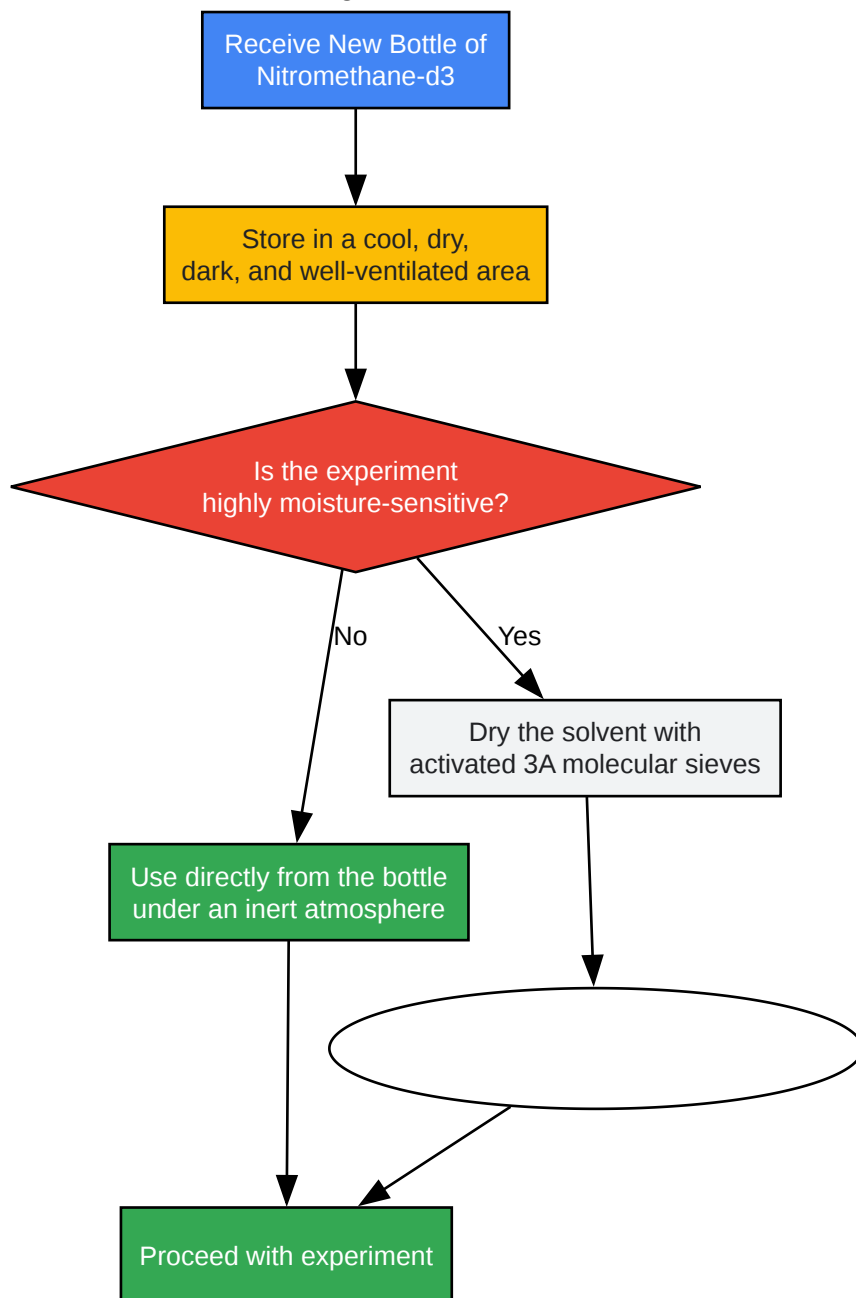 Receive New Bottle of
Nitromethane-d3
Store in a cool, dry,
dark, and well-ventilated area
Is the experiment
highly moisture-sensitive?
No
Yes
Dry the solvent with
activated 3A molecular sieves
Use directly from the bottle
under an inert atmosphere
Proceed with experiment